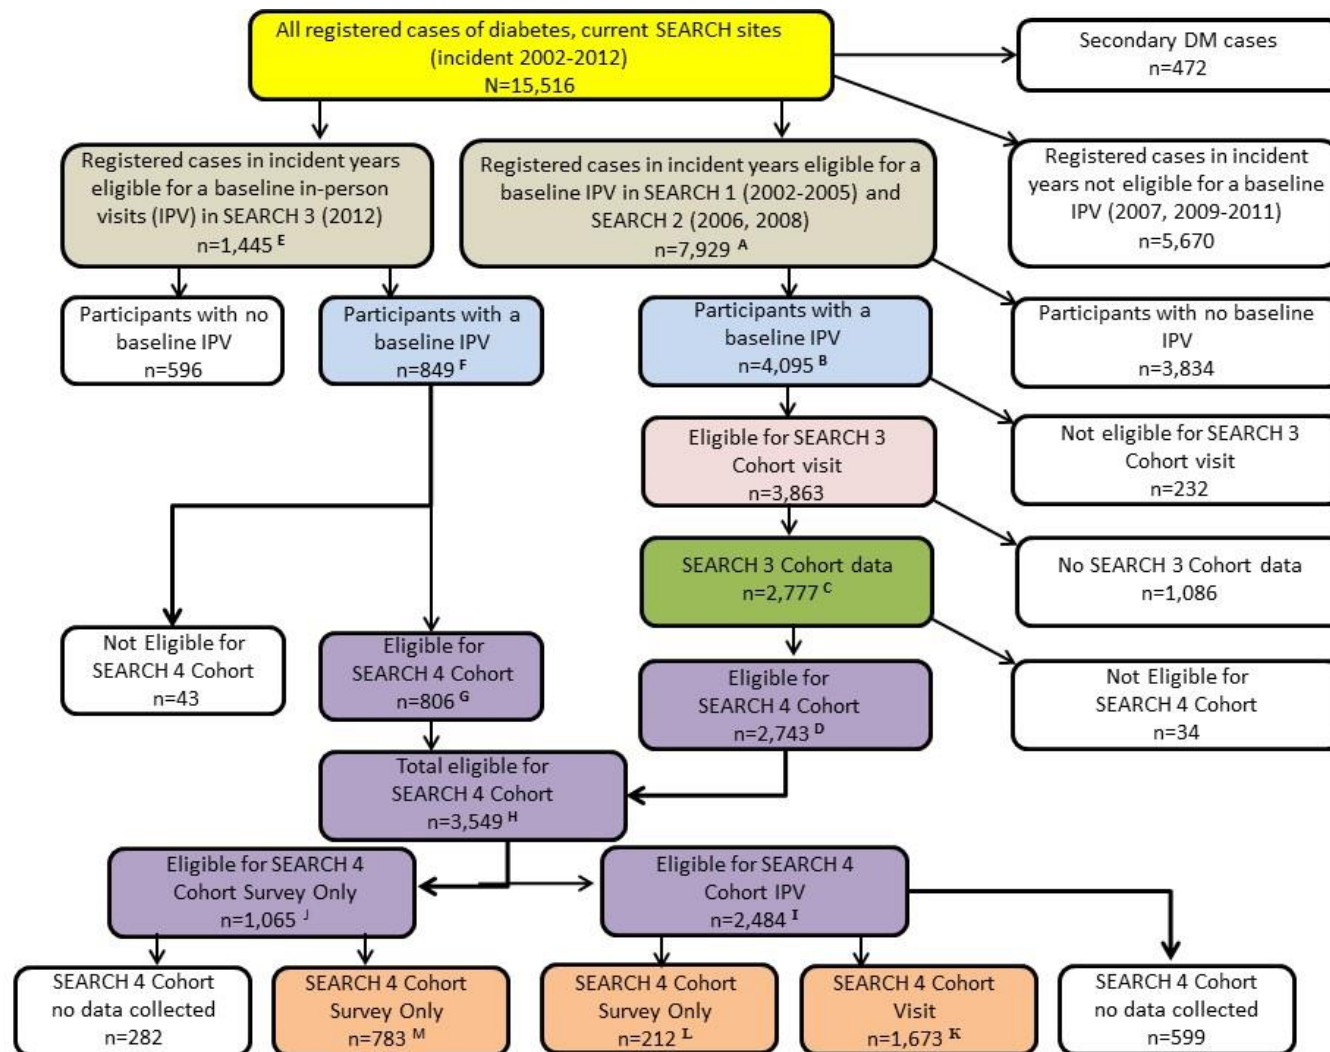 All registered cases of diabetes, current SEARCH sites
(incident 2002-2012)
N=15,516
Secondary DM cases
n=472
Registered cases in incident years
eligible for a baseline in-person
visits (IPV) in SEARCH 3 (2012)
n=1,445 E
Registered cases in incident years eligible for a
baseline IPV in SEARCH 1 (2002-2005) and
SEARCH 2 (2006, 2008)
n=7,929 A
Registered cases in incident
years not eligible for a baseline
IPV (2007, 2009-2011)
n=5,670
Participants with no
baseline IPV
n=596
Participants with a
baseline IPV
n=849 F
Participants with a
baseline IPV
n=4,095 B
Participants with no baseline
IPV
n=3,834
Eligible for SEARCH 3
Cohort visit
n=3,863
Not eligible for SEARCH 3
Cohort visit
n=232
SEARCH 3 Cohort data
n=2,777 C
No SEARCH 3 Cohort data
n=1,086
Not Eligible for
SEARCH 4 Cohort
n=43
Eligible for
SEARCH 4 Cohort
n=806 G
Eligible for
SEARCH 4 Cohort
n=2,743 D
Not Eligible for
SEARCH 4 Cohort
n=34
Total eligible for
SEARCH 4 Cohort
n=3,549 H
Eligible for SEARCH 4
Cohort Survey Only
n=1,065 J
Eligible for SEARCH 4
Cohort IPV
n=2,484 I
SEARCH 4 Cohort
no data collected
n=282
SEARCH 4 Cohort
Survey Only
n=783 M
SEARCH 4 Cohort
Survey Only
n=212 L
SEARCH 4 Cohort
Visit
n=1,673 K
SEARCH 4 Cohort
no data collected
n=599